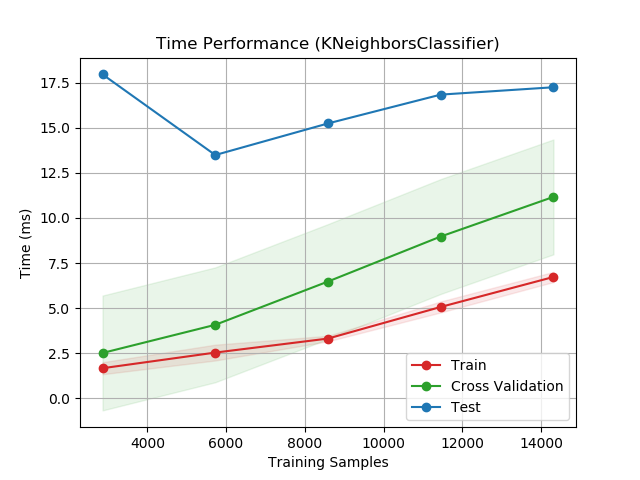 Time Performance (KNeighborsClassifier)
Time (ms)
17.5
15.0
12.5
10.0
7.5
5.0
2.5
0.0
4000 6000 8000 10000 12000 14000
Training Samples
Train
Cross Validation
Test